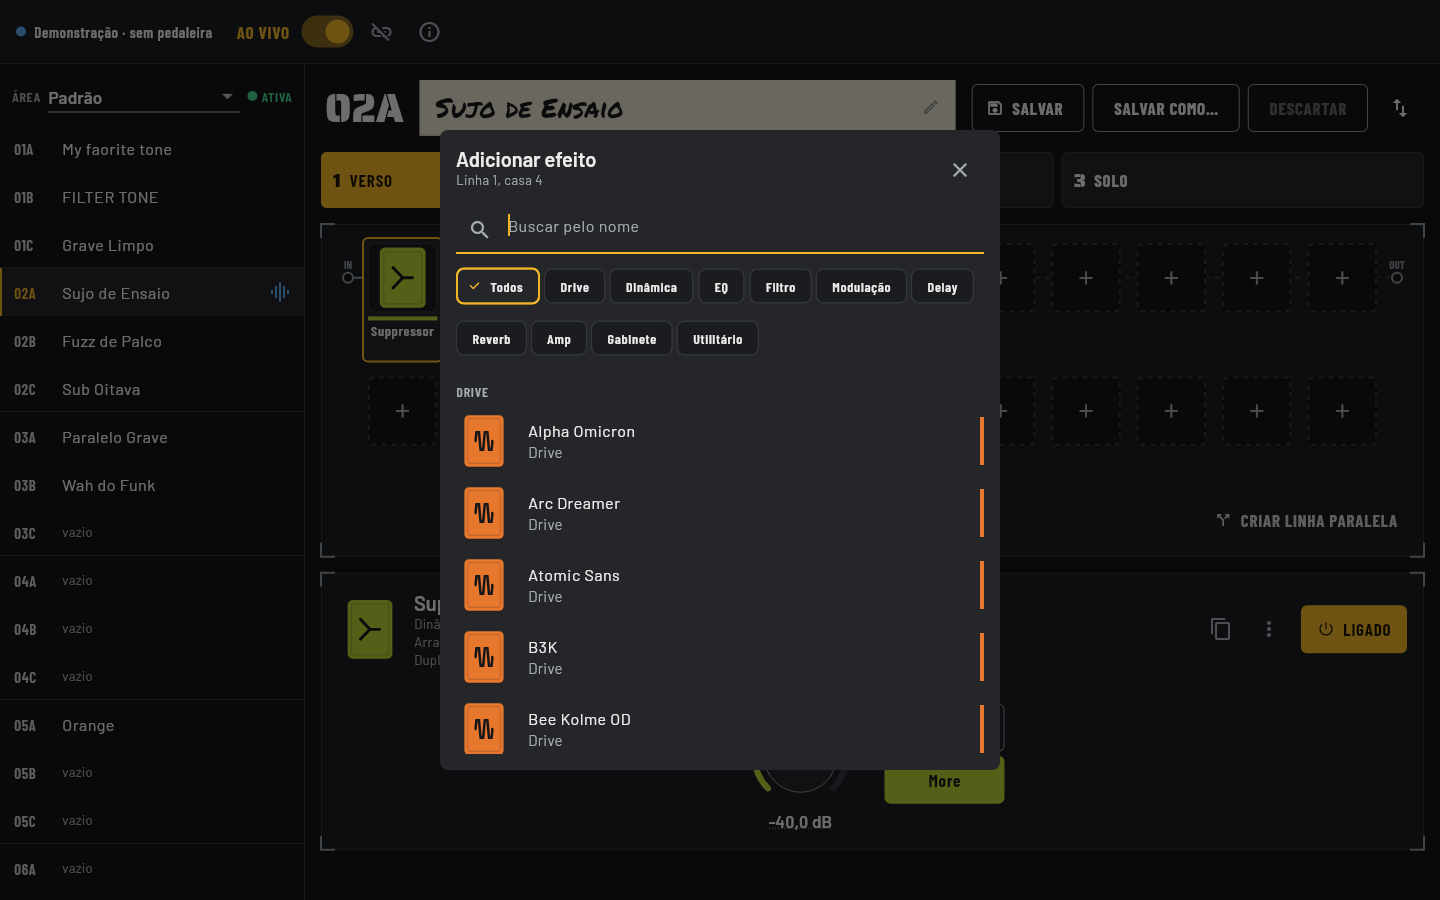 Demonstração · sem pedaleira
AO VIVO
ÁREA Padrão ATIVA
01A My faorite tone
01B FILTER TONE
01C Grave Limpo
02A Sujo de Ensaio
02B Fuzz de Palco
02C Sub Oitava
03A Paralelo Grave
03B Wah do Funk
03C vazio
04A vazio
04B vazio
04C vazio
05A Orange
05B vazio
05C vazio
06A vazio
02A Sujo de Ensaio
SALVAR
SALVAR COMO...
DESCARTAR
1 VERSO
3 SOLO
IN
Suppressor
OUT
CRIAR LINHA PARALELA
LIGADO
More
-40,0 dB
Adicionar efeito
Linha 1, casa 4
Buscar pelo nome
Todos Drive Dinâmica EQ Filtro Modulação Delay
Reverb Amp Gabinete Utilitário
DRIVE
Alpha Omicron
Drive
Arc Dreamer
Drive
Atomic Sans
Drive
B3K
Drive
Bee Kolme OD
Drive